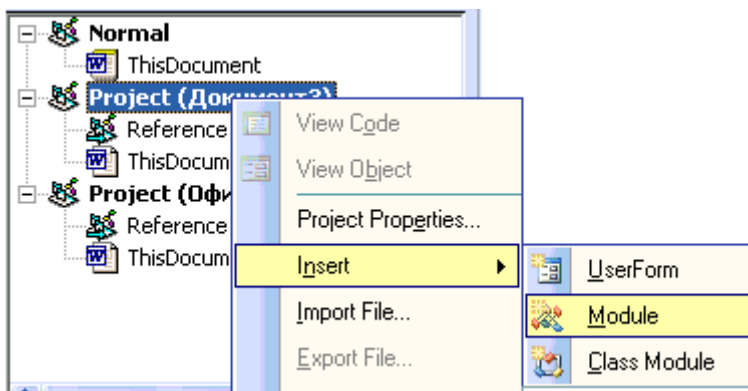 Normal
ThisDocument
Project (Документ3)
Reference
ThisDocum
Project (Офи
Reference
ThisDocum
View Code
View Object
Project Properties...
Insert
Import File...
Export File...
UserForm
Module
Class Module